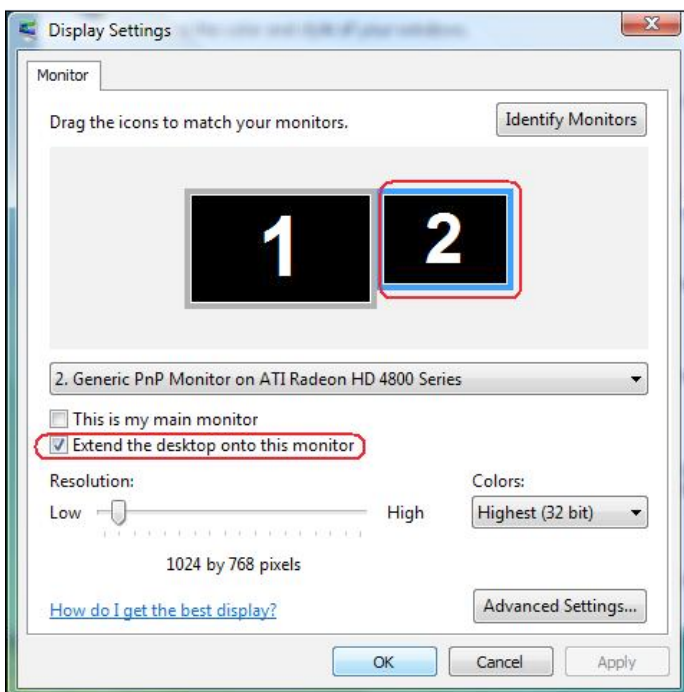 Display Settings
Monitor
Drag the icons to match your monitors.
Identify Monitors
1
2
2. Generic PnP Monitor on ATI Radeon HD 4800 Series
This is my main monitor
Extend the desktop onto this monitor
Resolution:
Colors:
Low
High
Highest (32 bit)
1024 by 768 pixels
How do I get the best display?
Advanced Settings...
OK
Cancel
Apply